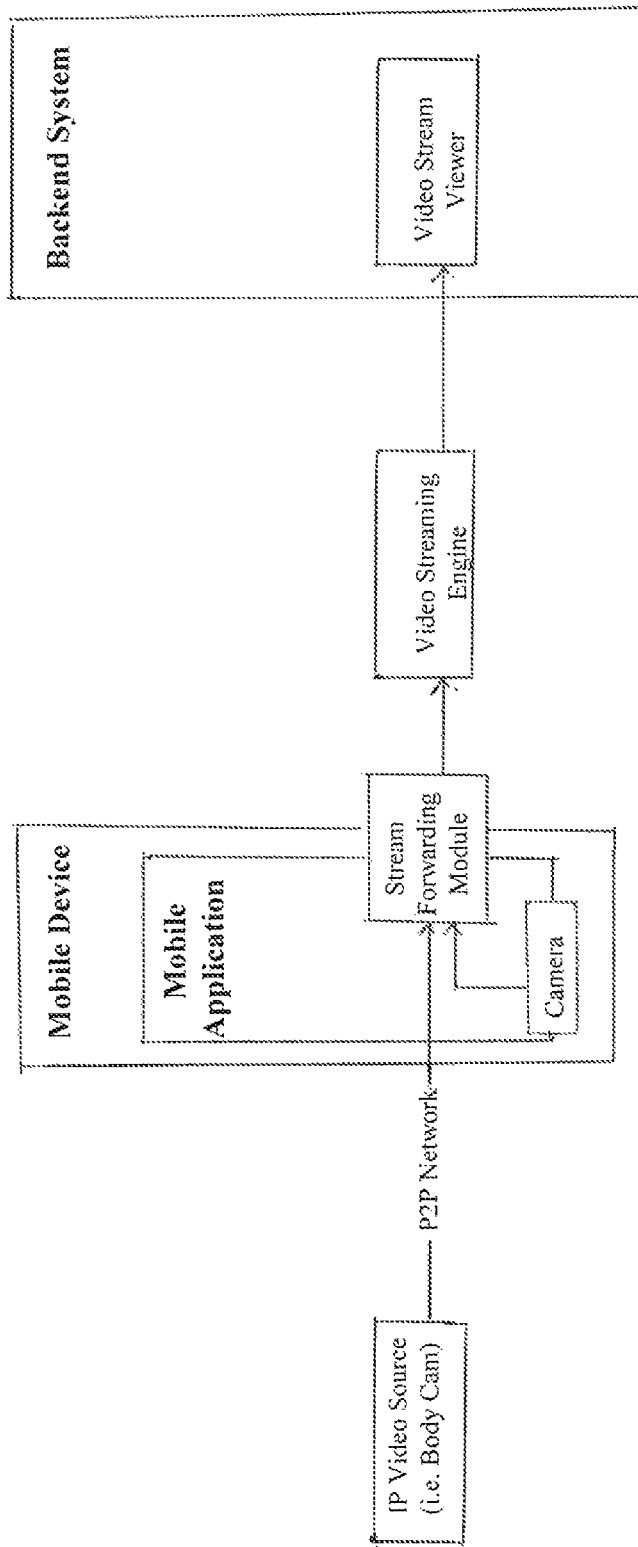 IP Video Source
(i.e. Body Cam)
P2P Network
Mobile Device
Mobile
Application
Stream
Forwarding
Module
Camera
Video Streaming
Engine
Backend System
Video Stream
Viewer